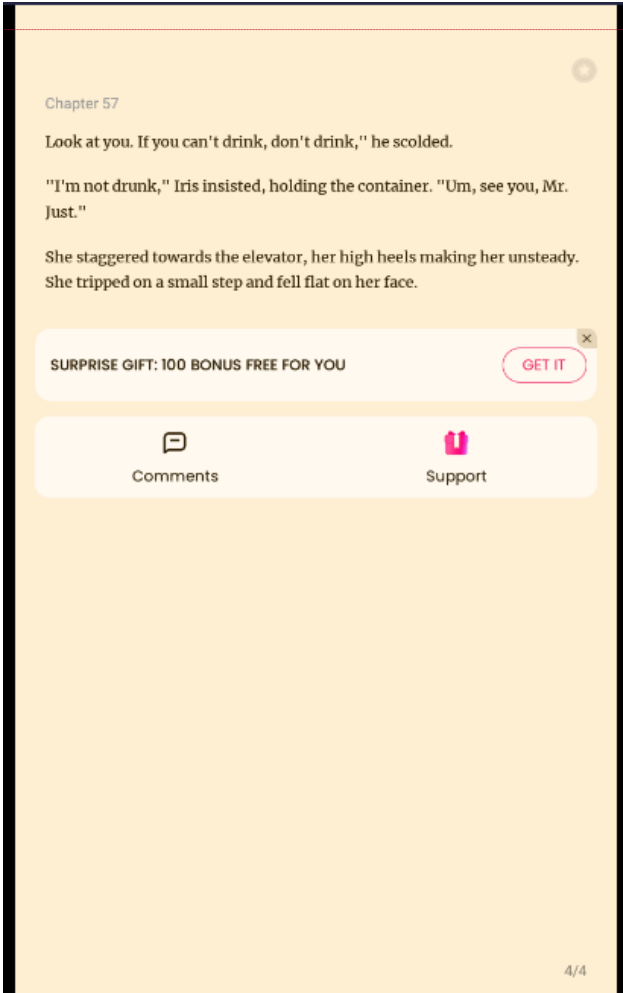 Chapter 57
Look at you. If you can't drink, don't drink," he scolded.
"I'm not drunk," Iris insisted, holding the container. "Um, see you, Mr.
Just."
She staggered towards the elevator, her high heels making her unsteady.
She tripped on a small step and fell flat on her face.
SURPRISE GIFT: 100 BONUS FREE FOR YOU
GET IT
Comments
Support
4/4